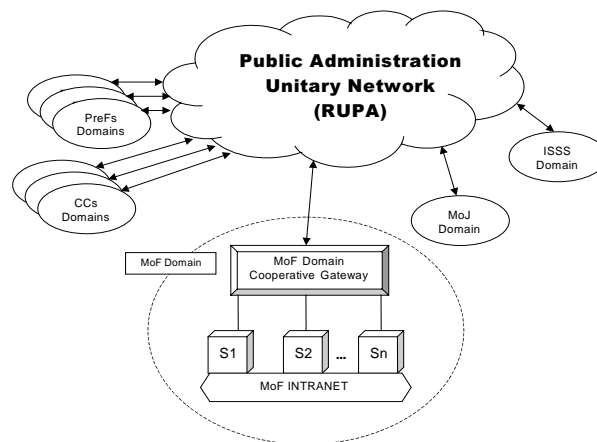 Public Administration
Unitary Network
(RUPA)
PreFs
Domains
ISSS
Domain
CCs
Domains
MoJ
Domain
MoF Domain
MoF Domain
Cooperative Gateway
S1
S2
...
Sn
MoF INTRANET